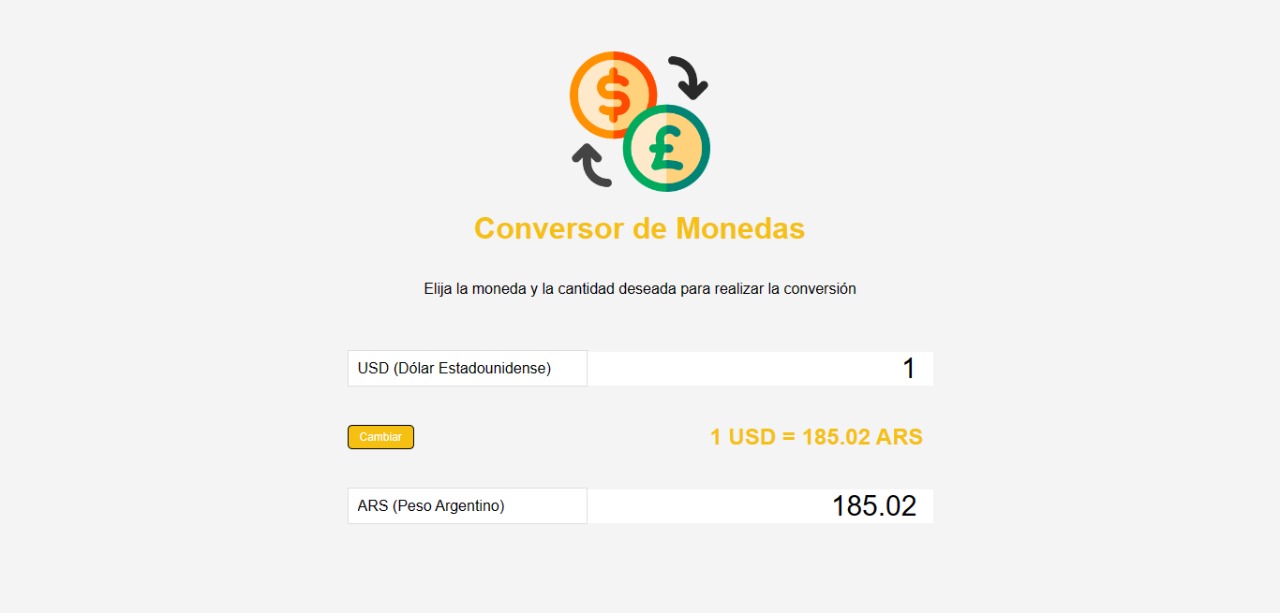 $
£
Conversor de Monedas
Elija la moneda y la cantidad deseada para realizar la conversión
USD (Dólar Estadounidense) 1
Cambiar 1 USD = 185.02 ARS
ARS (Peso Argentino) 185.02